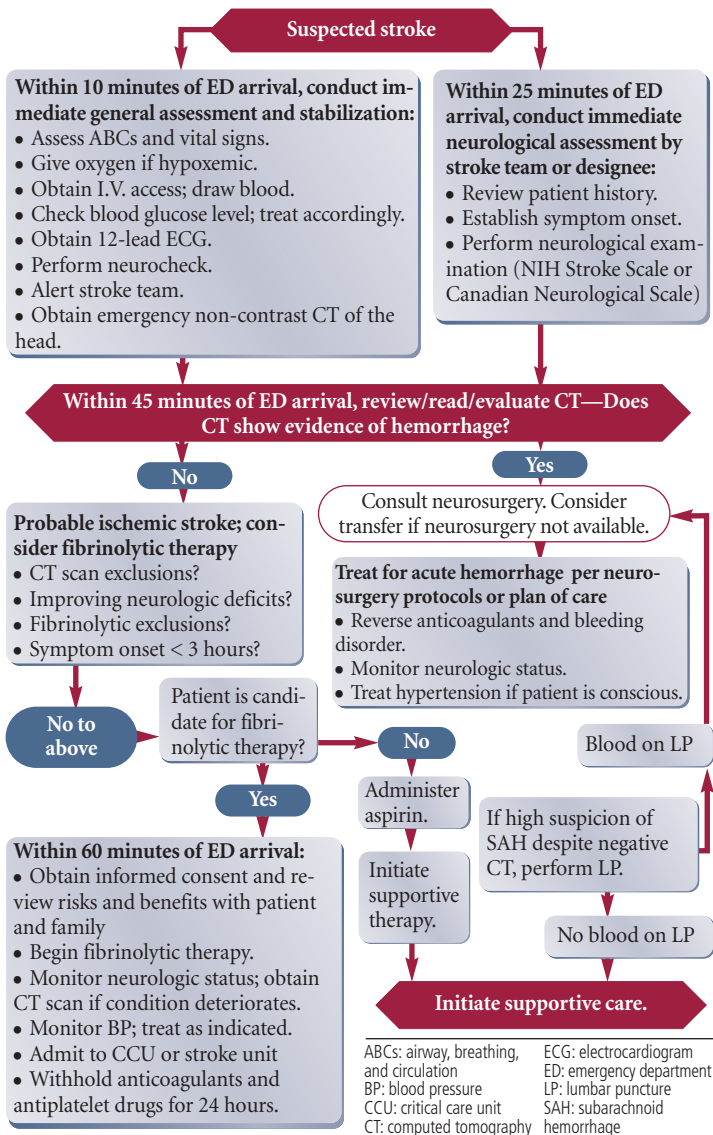 Suspected stroke
Within 10 minutes of ED arrival, conduct im-
mediate general assessment and stabilization:
• Assess ABCs and vital signs.
• Give oxygen if hypoxemic.
• Obtain I.V. access; draw blood.
• Check blood glucose level; treat accordingly.
• Obtain 12-lead ECG.
• Perform neurocheck.
• Alert stroke team.
• Obtain emergency non-contrast CT of the
head.
Within 25 minutes of ED
arrival, conduct immediate
neurological assessment by
stroke team or designee:
• Review patient history.
• Establish symptom onset.
• Perform neurological exam-
ination (NIH Stroke Scale or
Canadian Neurological Scale)
Within 45 minutes of ED arrival, review/read/evaluate CT—Does
CT show evidence of hemorrhage?
No
Yes
Probable ischemic stroke; con-
sider fibrinolytic therapy
• CT scan exclusions?
• Improving neurologic deficits?
• Fibrinolytic exclusions?
• Symptom onset < 3 hours?
Consult neurosurgery. Consider
transfer if neurosurgery not available.
Treat for acute hemorrhage per neuro-
surgery protocols or plan of care
• Reverse anticoagulants and bleeding
disorder.
• Monitor neurologic status.
• Treat hypertension if patient is conscious.
No to
above
Patient is candi-
date for fibri-
nolytic therapy?
No
Yes
Blood on LP
Administer
aspirin.
If high suspicion of
SAH despite negative
CT, perform LP.
Initiate
supportive
therapy.
No blood on LP
Within 60 minutes of ED arrival:
• Obtain informed consent and re-
view risks and benefits with patient
and family
• Begin fibrinolytic therapy.
• Monitor neurologic status; obtain
CT scan if condition deteriorates.
• Monitor BP; treat as indicated.
• Admit to CCU or stroke unit
• Withhold anticoagulants and
antiplatelet drugs for 24 hours.
Initiate supportive care.
ABCs: airway, breathing,
and circulation
BP: blood pressure
CCU: critical care unit
CT: computed tomography
ECG: electrocardiogram
ED: emergency department
LP: lumbar puncture
SAH: subarachnoid
hemorrhage